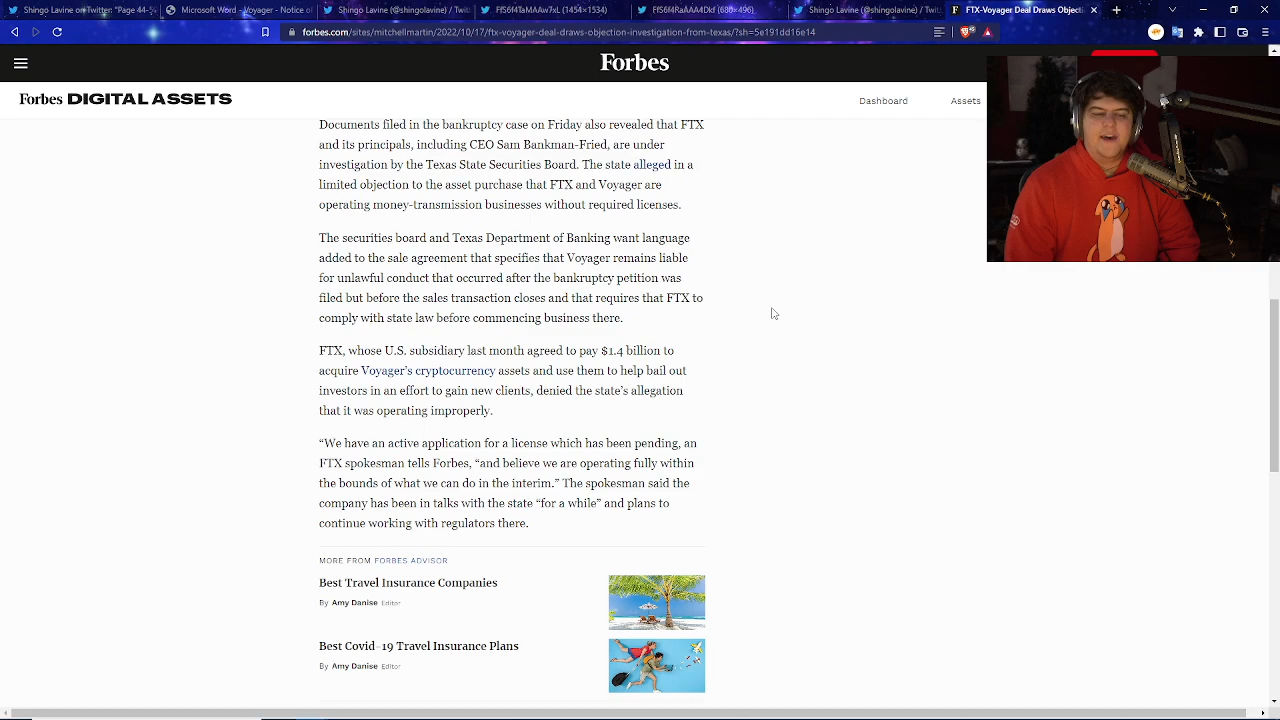 Shingo Lavine on Twitter: "Page 44-
Microsoft Word - Voyager - Notice o
Shingo Lavine (@shingolavine) / Twit
FfS6f4TaMAAw7xL (1454×1534)
FfS6f4RaAAA4Dkf (680×496)
Shingo Lavine (@shingolavine) / Twit
FTX-Voyager Deal Draws Objecti
forbes.com/sites/mitchellmartin/2022/10/17/ftx-voyager-deal-draws-objection-investigation-from-texas/?sh=5e191dd16e14
Forbes
Forbes DIGITAL ASSETS
Dashboard
Assets
Documents filed in the bankruptcy case on Friday also revealed that FTX
and its principals, including CEO Sam Bankman-Fried, are under
investigation by the Texas State Securities Board. The state alleged in a
limited objection to the asset purchase that FTX and Voyager are
operating money-transmission businesses without required licenses.
The securities board and Texas Department of Banking want language
added to the sale agreement that specifies that Voyager remains liable
for unlawful conduct that occurred after the bankruptcy petition was
filed but before the sales transaction closes and that requires that FTX to
comply with state law before commencing business there.
FTX, whose U.S. subsidiary last month agreed to pay $1.4 billion to
acquire Voyager's cryptocurrency assets and use them to help bail out
investors in an effort to gain new clients, denied the state's allegation
that it was operating improperly.
“We have an active application for a license which has been pending, an
FTX spokesman tells Forbes, “and believe we are operating fully within
the bounds of what we can do in the interim.” The spokesman said the
company has been in talks with the state “for a while” and plans to
continue working with regulators there.
MORE FROM FORBES ADVISOR
Best Travel Insurance Companies
By Amy Danise Editor
Best Covid-19 Travel Insurance Plans
By Amy Danise Editor